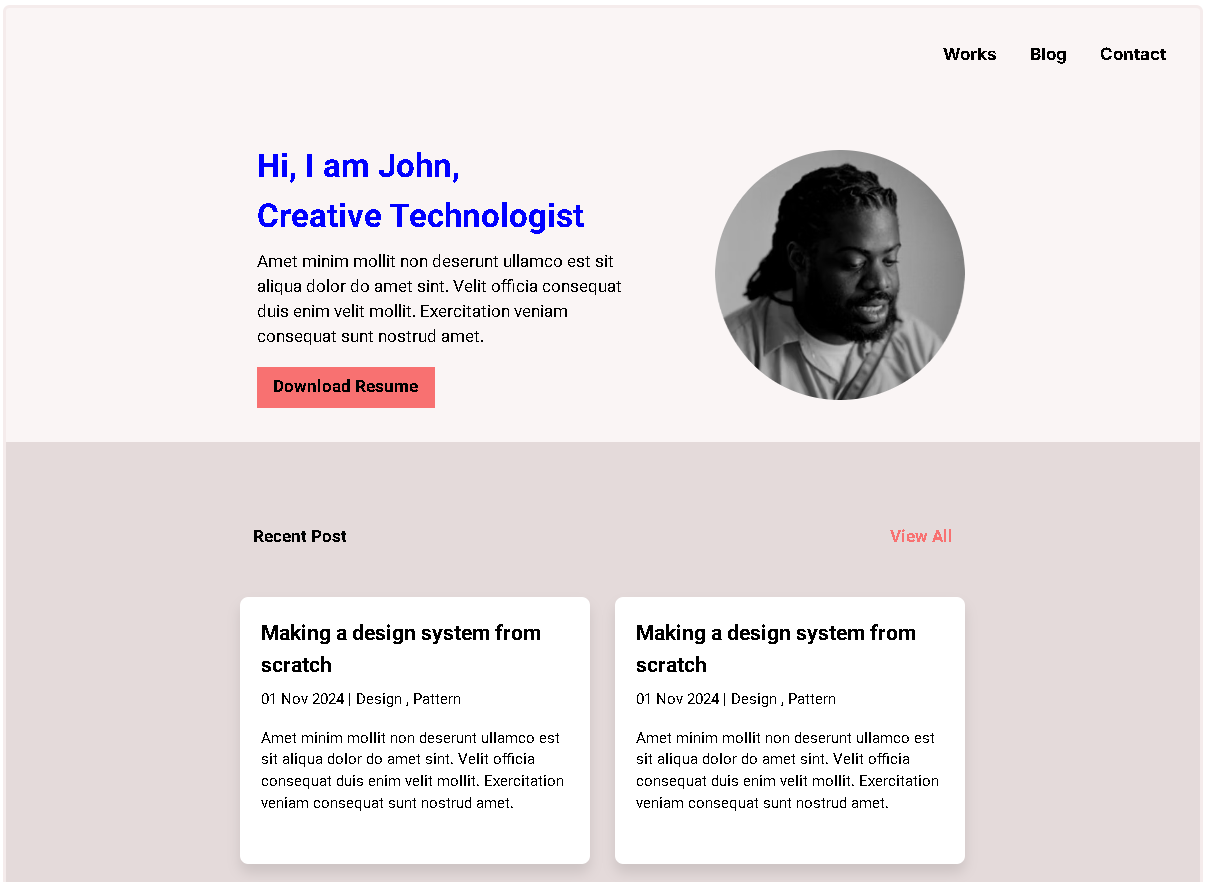 Works Blog Contact
Hi, I am John,
Creative Technologist
Amet minim mollit non deserunt ullamco est sit
aliqua dolor do amet sint. Velit officia consequat
duis enim velit mollit. Exercitation veniam
consequat sunt nostrud amet.
Download Resume
Recent Post
View All
Making a design system from
scratch
01 Nov 2024 | Design , Pattern
Amet minim mollit non deserunt ullamco est
sit aliqua dolor do amet sint. Velit officia
consequat duis enim velit mollit. Exercitation
veniam consequat sunt nostrud amet.
Making a design system from
scratch
01 Nov 2024 | Design , Pattern
Amet minim mollit non deserunt ullamco est
sit aliqua dolor do amet sint. Velit officia
consequat duis enim velit mollit. Exercitation
veniam consequat sunt nostrud amet.